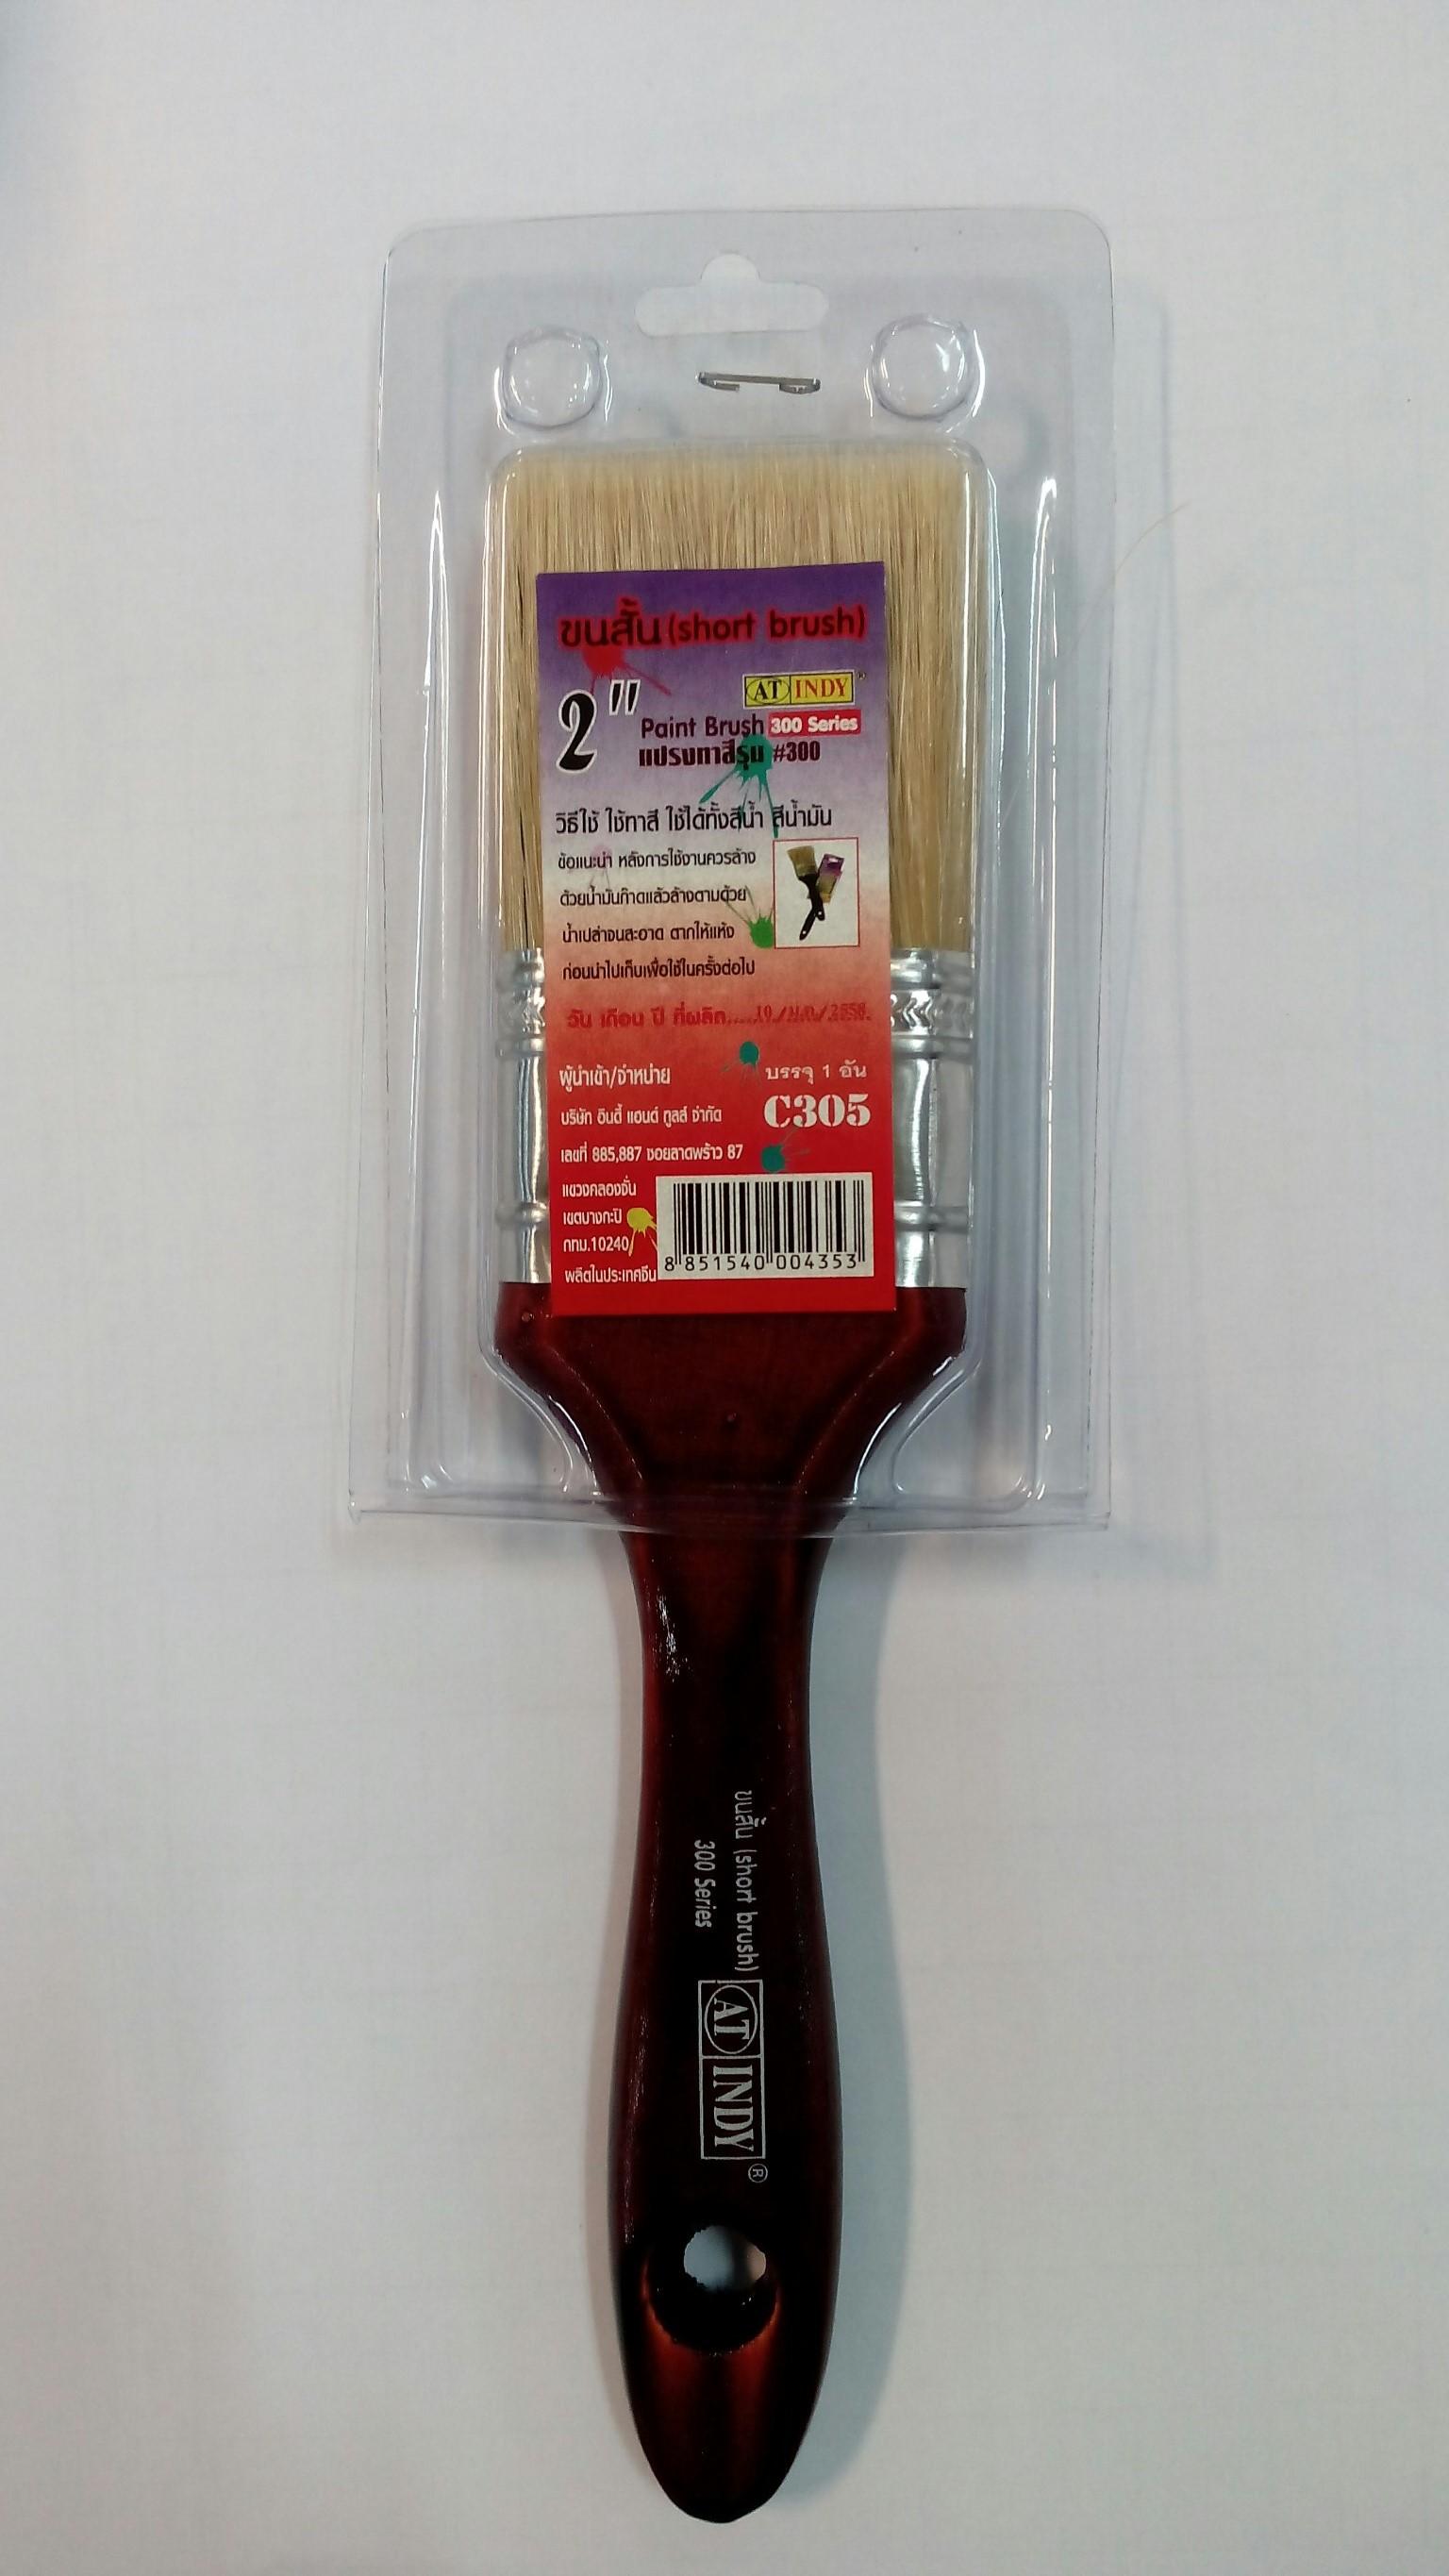 ขนสั้น (short brush)
2"
AT INDY ®
Paint Brush 300 Series
แปรงทาสีรุ่น #300
วิธีใช้ ใช้ทาสี ใช้ได้ทั้งสีน้ำ สีน้ำมัน
ข้อแนะนำ หลังการใช้งานควรล้าง
ด้วยน้ำมันก๊าดแล้วล้างตามด้วย
น้ำเปล่าจนสะอาด ตากให้แห้ง
ก่อนนำไปเก็บเพื่อใช้ในครั้งต่อไป
วัน เดือน ปี ที่ผลิต....10./ม.ค./2558.
ผู้นำเข้า/จำหน่าย
บรรจุ 1 อัน
บริษัท อินดี้ แอนด์ ทูลส์ จำกัด
C305
เลขที่ 885,887 ซอยลาดพร้าว 87
แขวงคลองจั่น
เขตบางกะปิ
กทม.10240
ผลิตในประเทศจีน
8 851540 004353
ขนสั้น (short brush)
300 Series
AT INDY ®